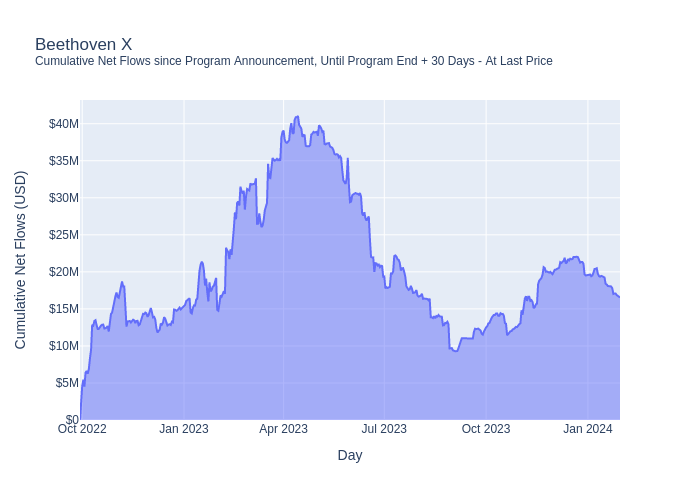 Beethoven X
Cumulative Net Flows since Program Announcement, Until Program End + 30 Days - At Last Price
Cumulative Net Flows (USD)
$40M
$35M
$30M
$25M
$20M
$15M
$10M
$5M
$0
Oct 2022 Jan 2023 Apr 2023 Jul 2023 Oct 2023 Jan 2024
Day